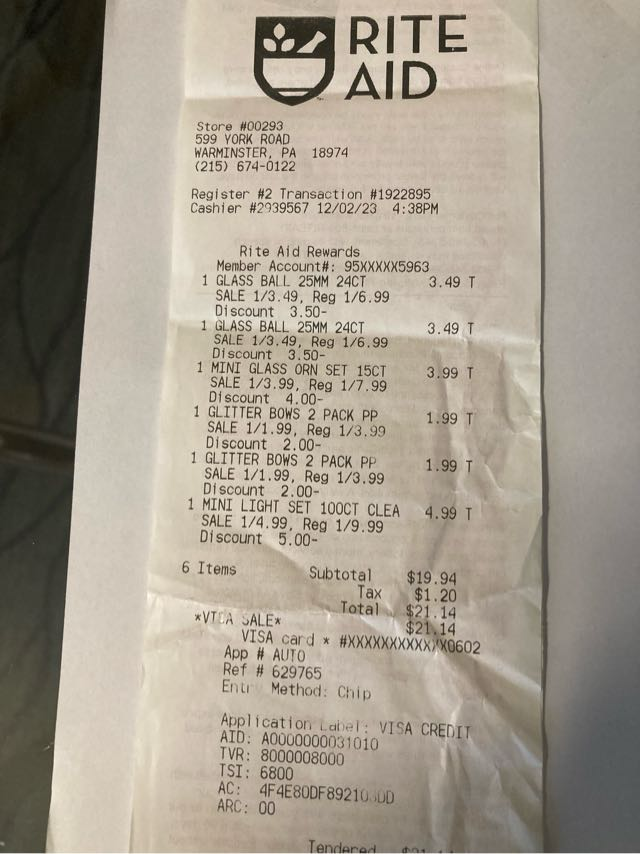 RITE
AID
Store #00293
599 YORK ROAD
WARMINSTER, PA 18974
(215) 674-0122
Register #2 Transaction #1922895
Cashier #2939567 12/02/23 4:38PM
Rite Aid Rewards
Member Account#: 95XXXXX5963
1 GLASS BALL 25MM 24CT 3.49 T
SALE 1/3.49, Reg 1/6.99
Discount 3.50-
1 GLASS BALL 25MM 24CT 3.49 T
SALE 1/3.49, Reg 1/6.99
Discount 3.50-
1 MINI GLASS ORN SET 15CT 3.99 T
SALE 1/3.99, Reg 1/7.99
Discount 4.00-
1 GLITTER BOWS 2 PACK PP 1.99 T
SALE 1/1.99, Reg 1/3.99
Discount 2.00-
1 GLITTER BOWS 2 PACK PP 1.99 T
SALE 1/1.99, Reg 1/3.99
Discount 2.00-
1 MINI LIGHT SET 100CT CLEA 4.99 T
SALE 1/4.99, Reg 1/9.99
Discount 5.00-
6 Items Subtotal $19.94
Tax $1.20
Total $21.14
*VISA SALE* $21.14
VISA card * #XXXXXXXXXXXX0602
App # AUTO
Ref # 629765
Entry Method: Chip
Application Label: VISA CREDIT
AID: A0000000031010
TVR: 8000008000
TSI: 6800
AC:
ARC: 00
Tendered